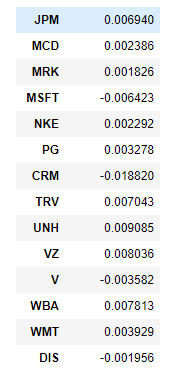 JPM 0.006940
MCD 0.002386
MRK 0.001826
MSFT -0.006423
NKE 0.002292
PG 0.003278
CRM -0.018820
TRV 0.007043
UNH 0.009085
VZ 0.008036
V -0.003582
WBA 0.007813
WMT 0.003929
DIS -0.001956